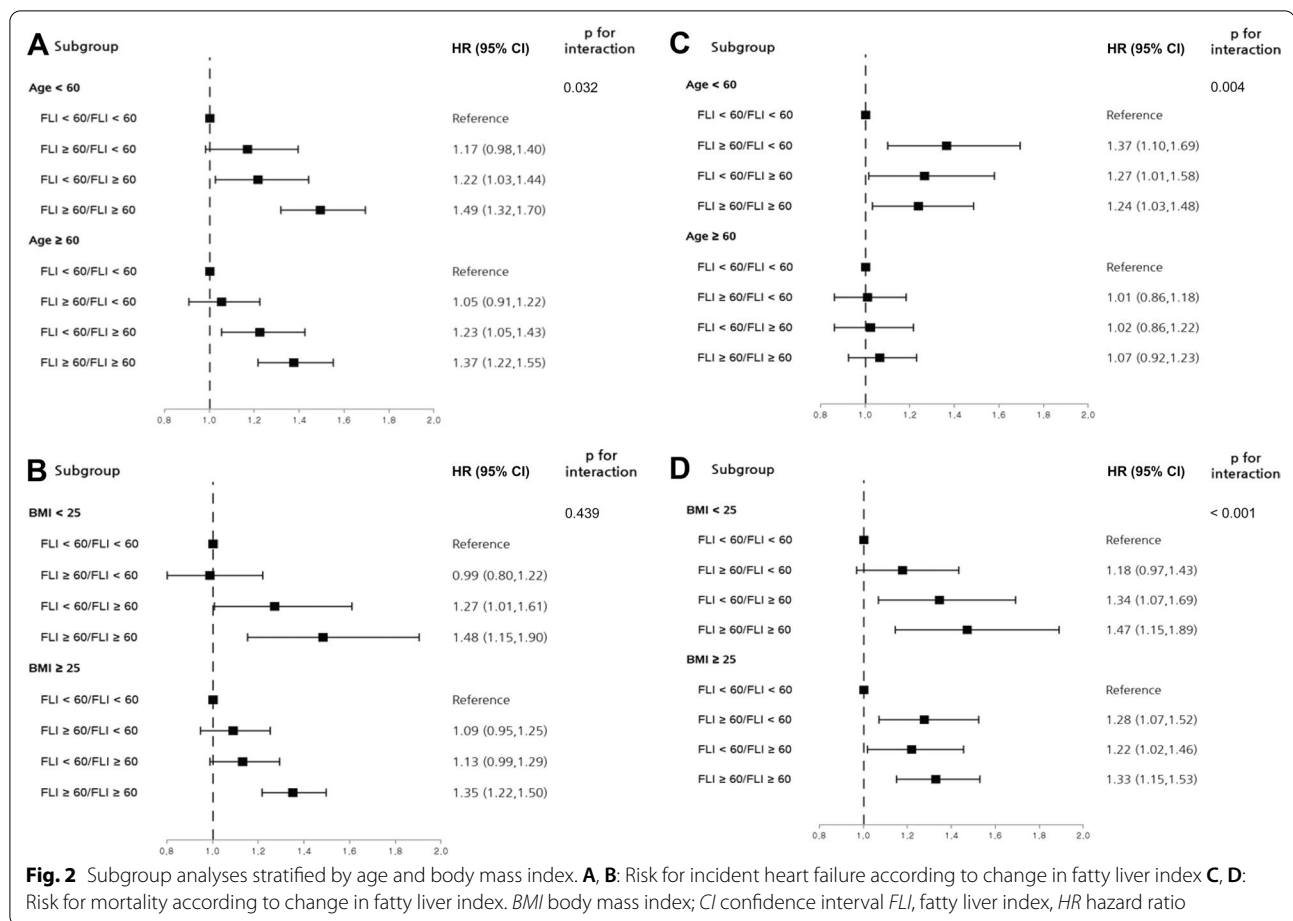 A Subgroup HR (95% CI) p for interaction
Age < 60 0.032
FLI < 60/FLI < 60 Reference
FLI ≥ 60/FLI < 60 1.17 (0.98,1.40)
FLI < 60/FLI ≥ 60 1.22 (1.03,1.44)
FLI ≥ 60/FLI ≥ 60 1.49 (1.32,1.70)
Age ≥ 60
FLI < 60/FLI < 60 Reference
FLI ≥ 60/FLI < 60 1.05 (0.91,1.22)
FLI < 60/FLI ≥ 60 1.23 (1.05,1.43)
FLI ≥ 60/FLI ≥ 60 1.37 (1.22,1.55)
0,8 1,0 1,2 1,4 1,6 1,8 2,0
C Subgroup HR (95% CI) p for interaction
Age < 60 0.004
FLI < 60/FLI < 60 Reference
FLI ≥ 60/FLI < 60 1.37 (1.10,1.69)
FLI < 60/FLI ≥ 60 1.27 (1.01,1.58)
FLI ≥ 60/FLI ≥ 60 1.24 (1.03,1.48)
Age ≥ 60
FLI < 60/FLI < 60 Reference
FLI ≥ 60/FLI < 60 1.01 (0.86,1.18)
FLI < 60/FLI ≥ 60 1.02 (0.86,1.22)
FLI ≥ 60/FLI ≥ 60 1.07 (0.92,1.23)
0,8 1,0 1,2 1,4 1,6 1,8 2,0
B Subgroup HR (95% CI) p for interaction
BMI < 25 0.439
FLI < 60/FLI < 60 Reference
FLI ≥ 60/FLI < 60 0.99 (0.80,1.22)
FLI < 60/FLI ≥ 60 1.27 (1.01,1.61)
FLI ≥ 60/FLI ≥ 60 1.48 (1.15,1.90)
BMI ≥ 25
FLI < 60/FLI < 60 Reference
FLI ≥ 60/FLI < 60 1.09 (0.95,1.25)
FLI < 60/FLI ≥ 60 1.13 (0.99,1.29)
FLI ≥ 60/FLI ≥ 60 1.35 (1.22,1.50)
0,8 1,0 1,2 1,4 1,6 1,8 2,0
D Subgroup HR (95% CI) p for interaction
BMI < 25 < 0.001
FLI < 60/FLI < 60 Reference
FLI ≥ 60/FLI < 60 1.18 (0.97,1.43)
FLI < 60/FLI ≥ 60 1.34 (1.07,1.69)
FLI ≥ 60/FLI ≥ 60 1.47 (1.15,1.89)
BMI ≥ 25
FLI < 60/FLI < 60 Reference
FLI ≥ 60/FLI < 60 1.28 (1.07,1.52)
FLI < 60/FLI ≥ 60 1.22 (1.02,1.46)
FLI ≥ 60/FLI ≥ 60 1.33 (1.15,1.53)
0,8 1,0 1,2 1,4 1,6 1,8 2,0
Fig. 2 Subgroup analyses stratified by age and body mass index. A, B: Risk for incident heart failure according to change in fatty liver index C, D:
Risk for mortality according to change in fatty liver index. BMI body mass index; CI confidence interval FLI, fatty liver index, HR hazard ratio